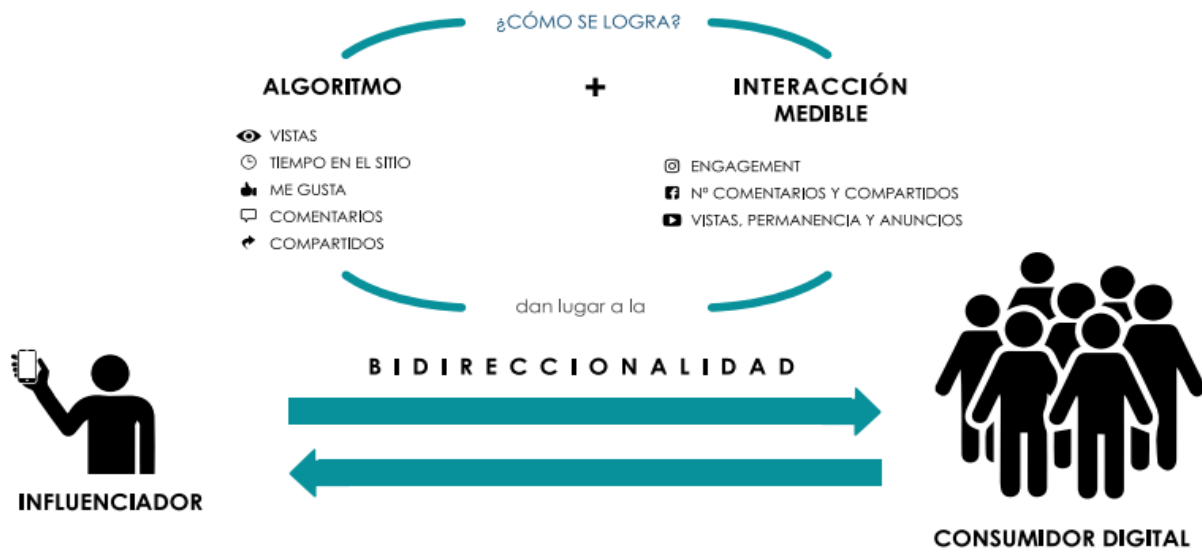 ¿CÓMO SE LOGRA?
ALGORITMO
VISTAS
TIEMPO EN EL SITIO
ME GUSTA
COMENTARIOS
COMPARTIDOS
+
INTERACCIÓN
MEDIBLE
ENGAGEMENT
Nº COMENTARIOS Y COMPARTIDOS
VISTAS, PERMANENCIA Y ANUNCIOS
dan lugar a la
BIDIRECCIONALIDAD
INFLUENCIADOR
CONSUMIDOR DIGITAL